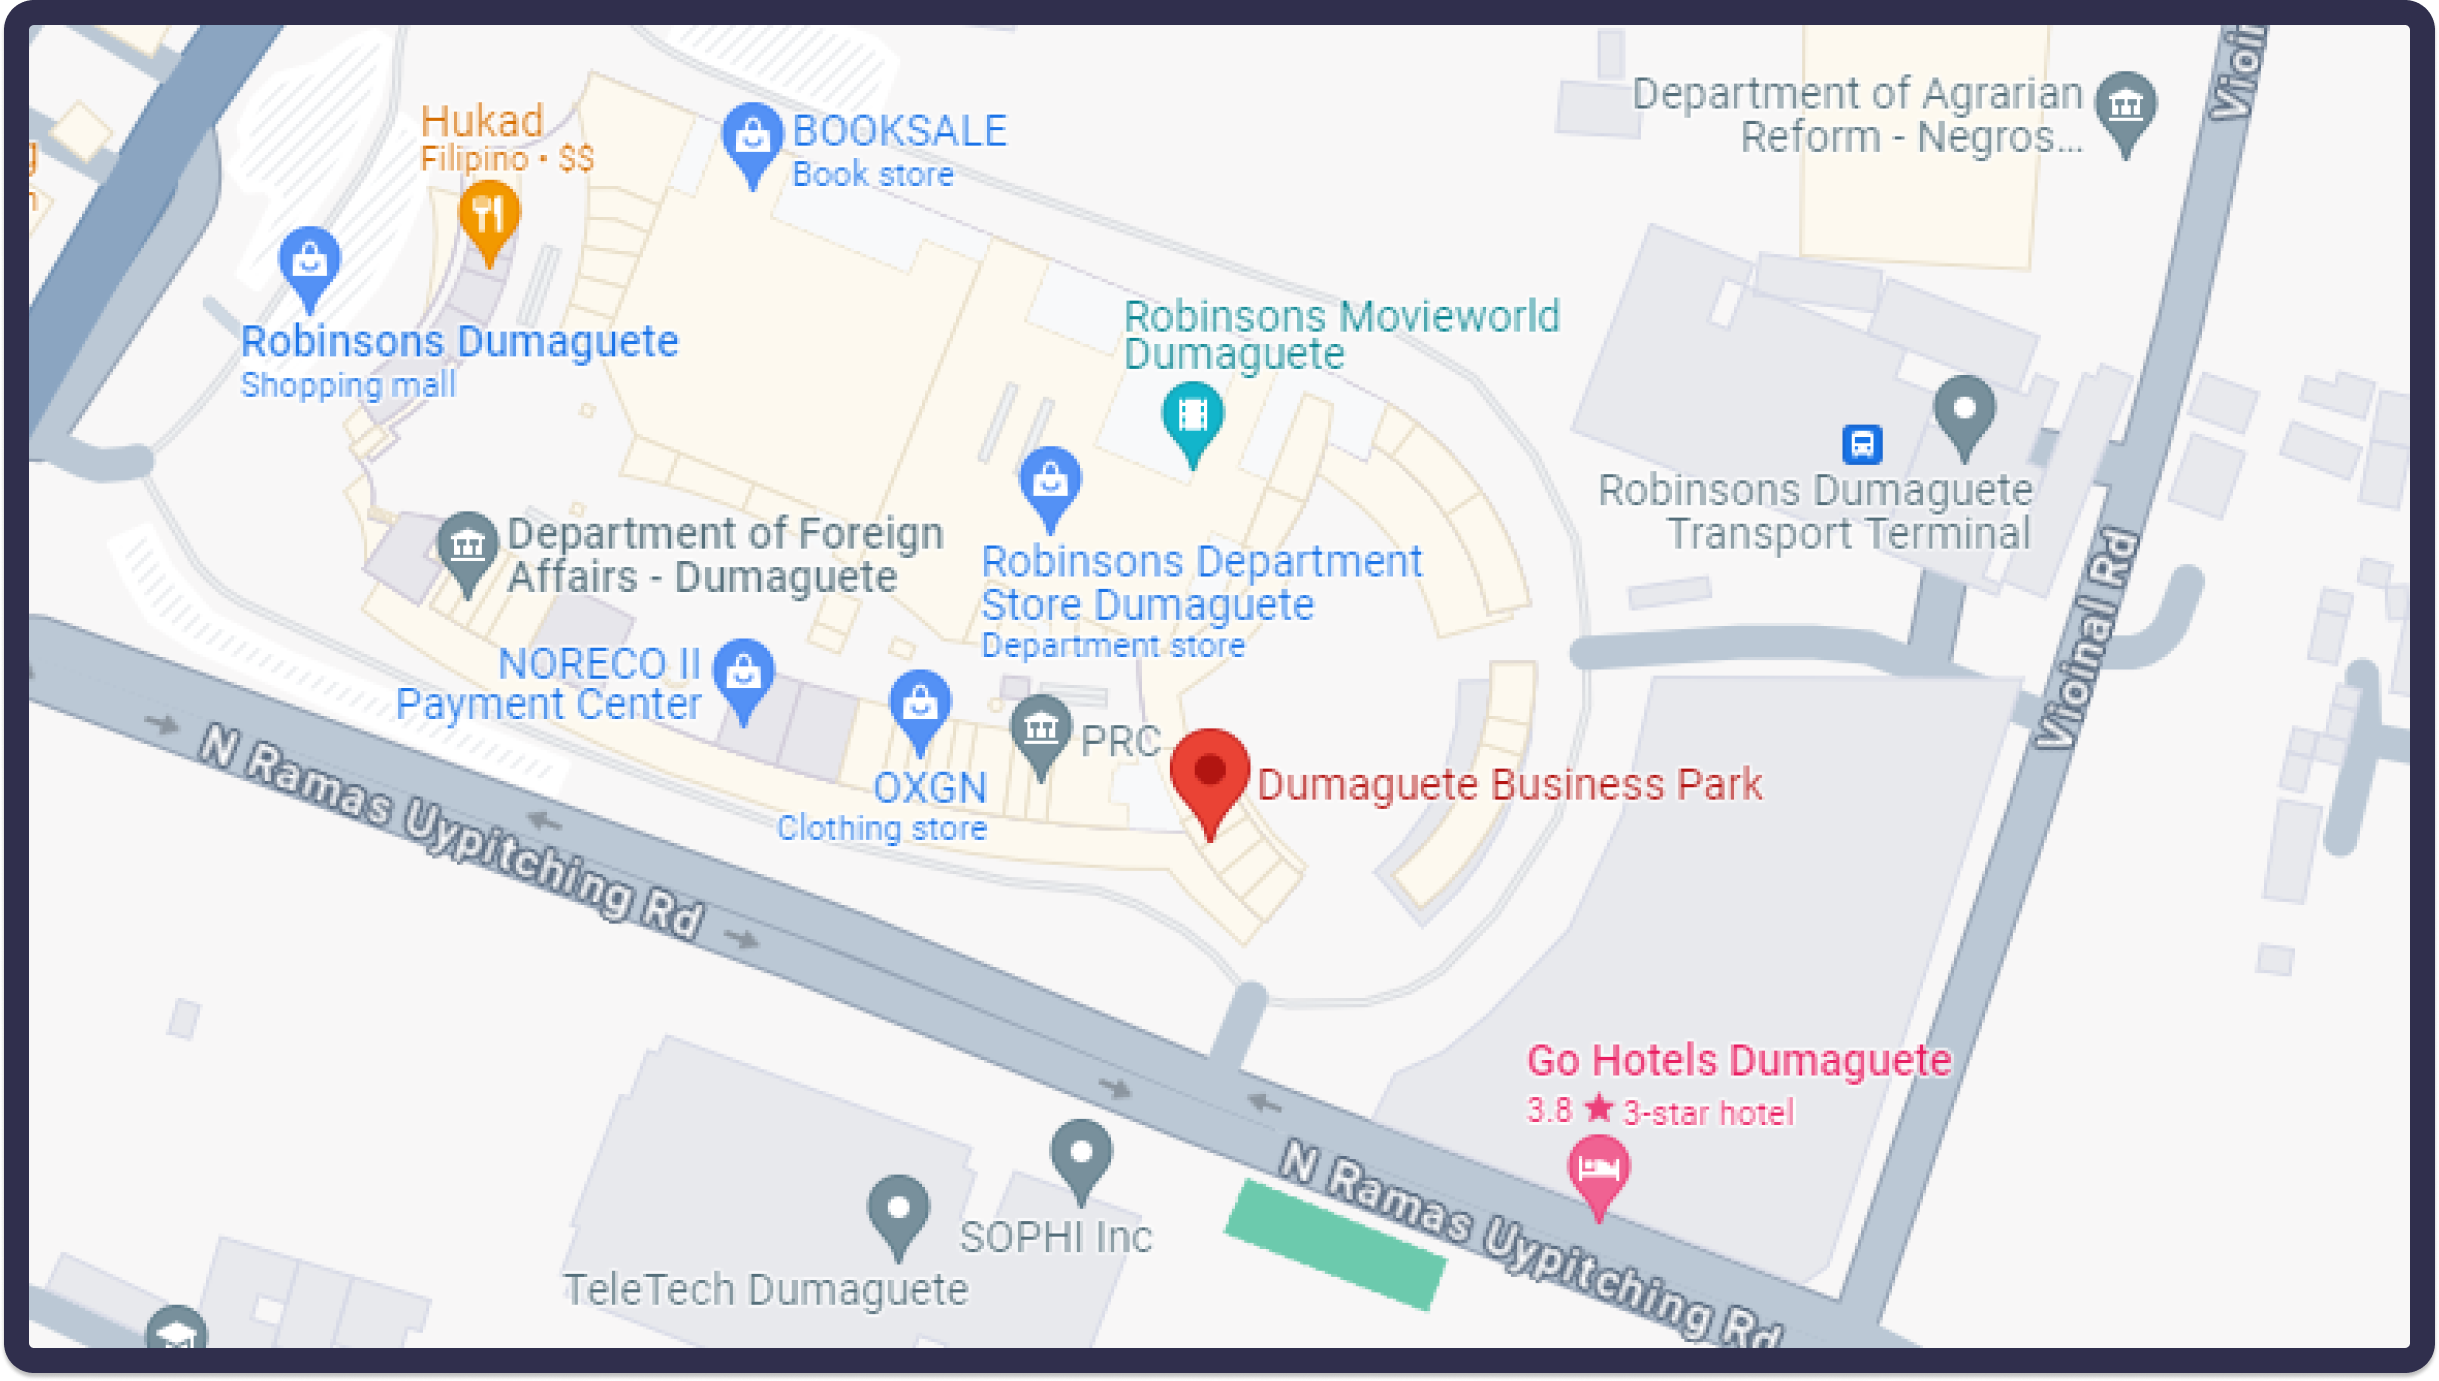 Vioin
Department of Agrarian
Reform - Negros...
Hukad
Filipino • $$
BOOKSALE
Book store
Robinsons Dumaguete
Shopping mall
Robinsons Movieworld
Dumaguete
Robinsons Dumaguete
Transport Terminal
Department of Foreign
Affairs - Dumaguete
Robinsons Department
Store Dumaguete
Department store
Vioinal Rd
NORECO II
Payment Center
OXGN
Clothing store
PRC
Dumaguete Business Park
N Ramas Uypitching Rd
Go Hotels Dumaguete
3.8 ★ 3-star hotel
N Ramas Uypitching Rd
SOPHI Inc
TeleTech Dumaguete